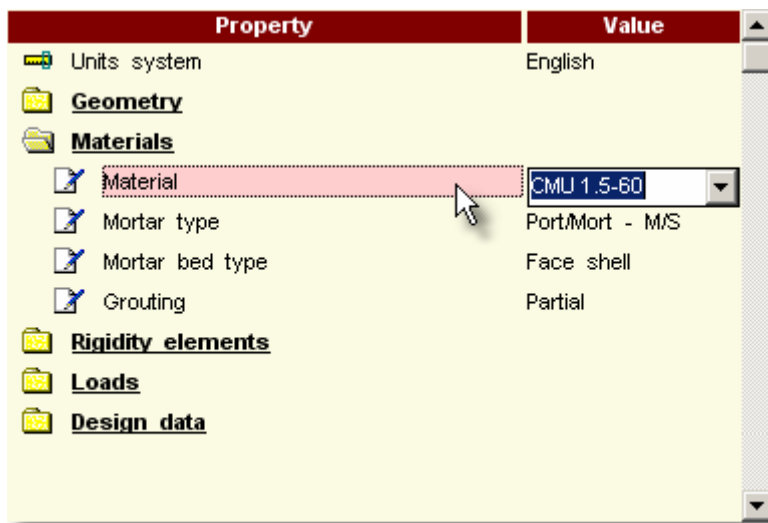 Property Value
Units system English
Geometry
Materials
Material CMU 1.5-60
Mortar type Port/Mort - M/S
Mortar bed type Face shell
Grouting Partial
Rigidity elements
Loads
Design data